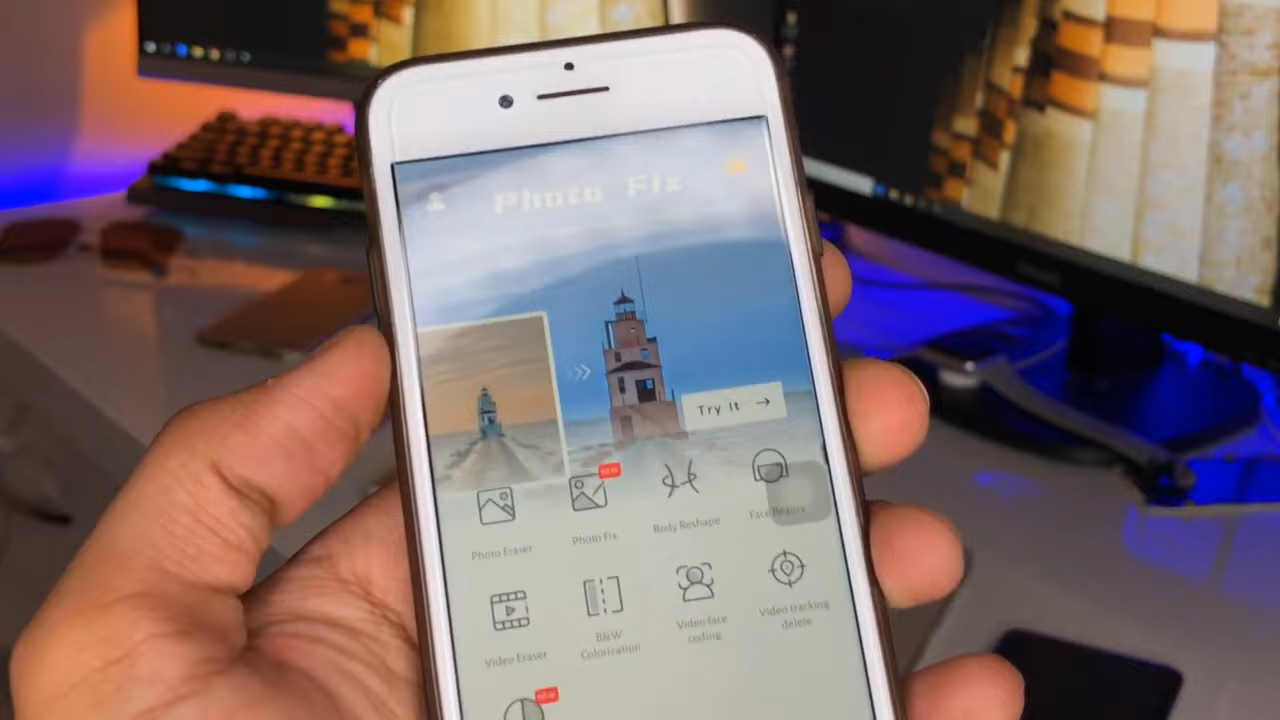 Photo Fix
Try It →
NEW
Photo Eraser
Photo Fix
Body Reshape
Face Beauty
Video Eraser
B&W
Colorization
Video face
coding
Video tracking
delete
NEW